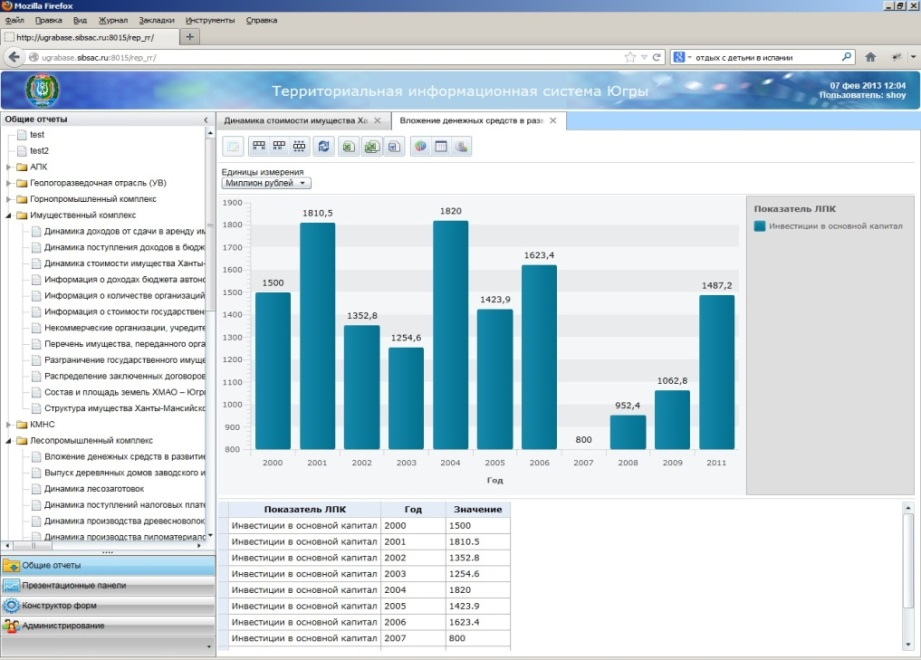 Mozilla Firefox
Файл Правка Вид Журнал Закладки Инструменты Справка
http://ugrabase.sibsac.ru:8015/rep_rr/ +
ugrabase.sibsac.ru:8015/rep_rr/ отдых с детьми в испании
Территориальная информационная система Югры
07 фев 2013 12:04
Пользователь: shoy
Общие отчеты
Динамика стоимости имущества Ха
Вложение денежных средств в разв
test
test2
АПК
Геологоразведочная отрасль (УВ)
Горнопромышленный комплекс
Имущественный комплекс
Динамика доходов от сдачи в аренду им
Динамика поступления доходов в бюдж
Динамика стоимости имущества Ханты-
Информация о доходах бюджета автоно
Информация о количестве организаций
Информация о стоимости государствен
Некоммерческие организации, учредите
Перечень имущества, переданного орга
Разграничение государственного имуще
Распределение заключенных договоров
Состав и площадь земель ХМАО – Югры
Структура имущества Ханты-Мансийско
КМНС
Лесопромышленный комплекс
Вложение денежных средств в развитие
Выпуск деревянных домов заводского и
Динамика лесозаготовок
Динамика поступлений налоговых плате
Динамика производства древесноволок
Динамика производства пиломатериало
Общие отчеты
Презентационные панели
Конструктор форм
Администрирование
Единицы измерения
Миллион рублей
1900
1800
1700
1600
1500
1400
1300
1200
1100
1000
900
800
1500
1810,5
1352,8
1254,6
1820
1423,9
1623,4
800
952,4
1062,8
1487,2
2000 2001 2002 2003 2004 2005 2006 2007 2008 2009 2011
Год
Показатель ЛПК
Инвестиции в основной капитал
Показатель ЛПК Год Значение
Инвестиции в основной капитал 2000 1500
Инвестиции в основной капитал 2001 1810.5
Инвестиции в основной капитал 2002 1352.8
Инвестиции в основной капитал 2003 1254.6
Инвестиции в основной капитал 2004 1820
Инвестиции в основной капитал 2005 1423.9
Инвестиции в основной капитал 2006 1623.4
Инвестиции в основной капитал 2007 800